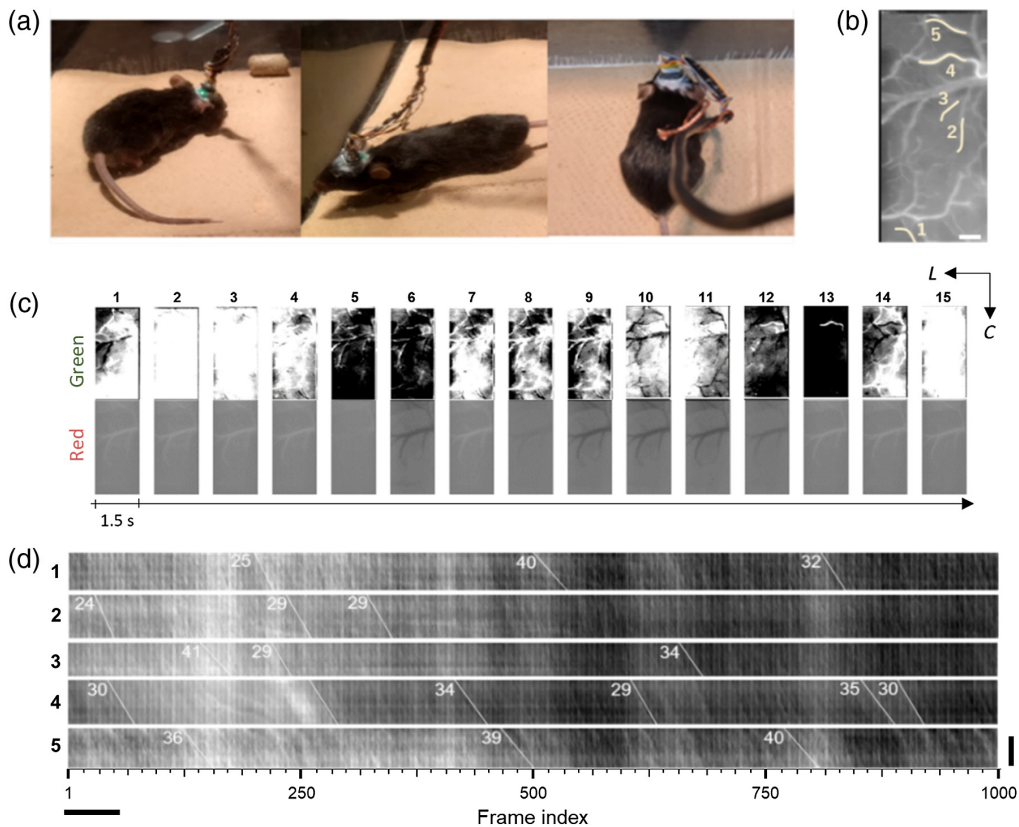 (a)
(b)
5
4
3
2
1
L
C
(c)
1 2 3 4 5 6 7 8 9 10 11 12 13 14 15
Green
Red
1.5 s
(d)
1 25 40 32
2 24 29 29
3 41 29 34
4 30 34 29 35 30
5 36 39 40
1 250 500 750 1000
Frame index